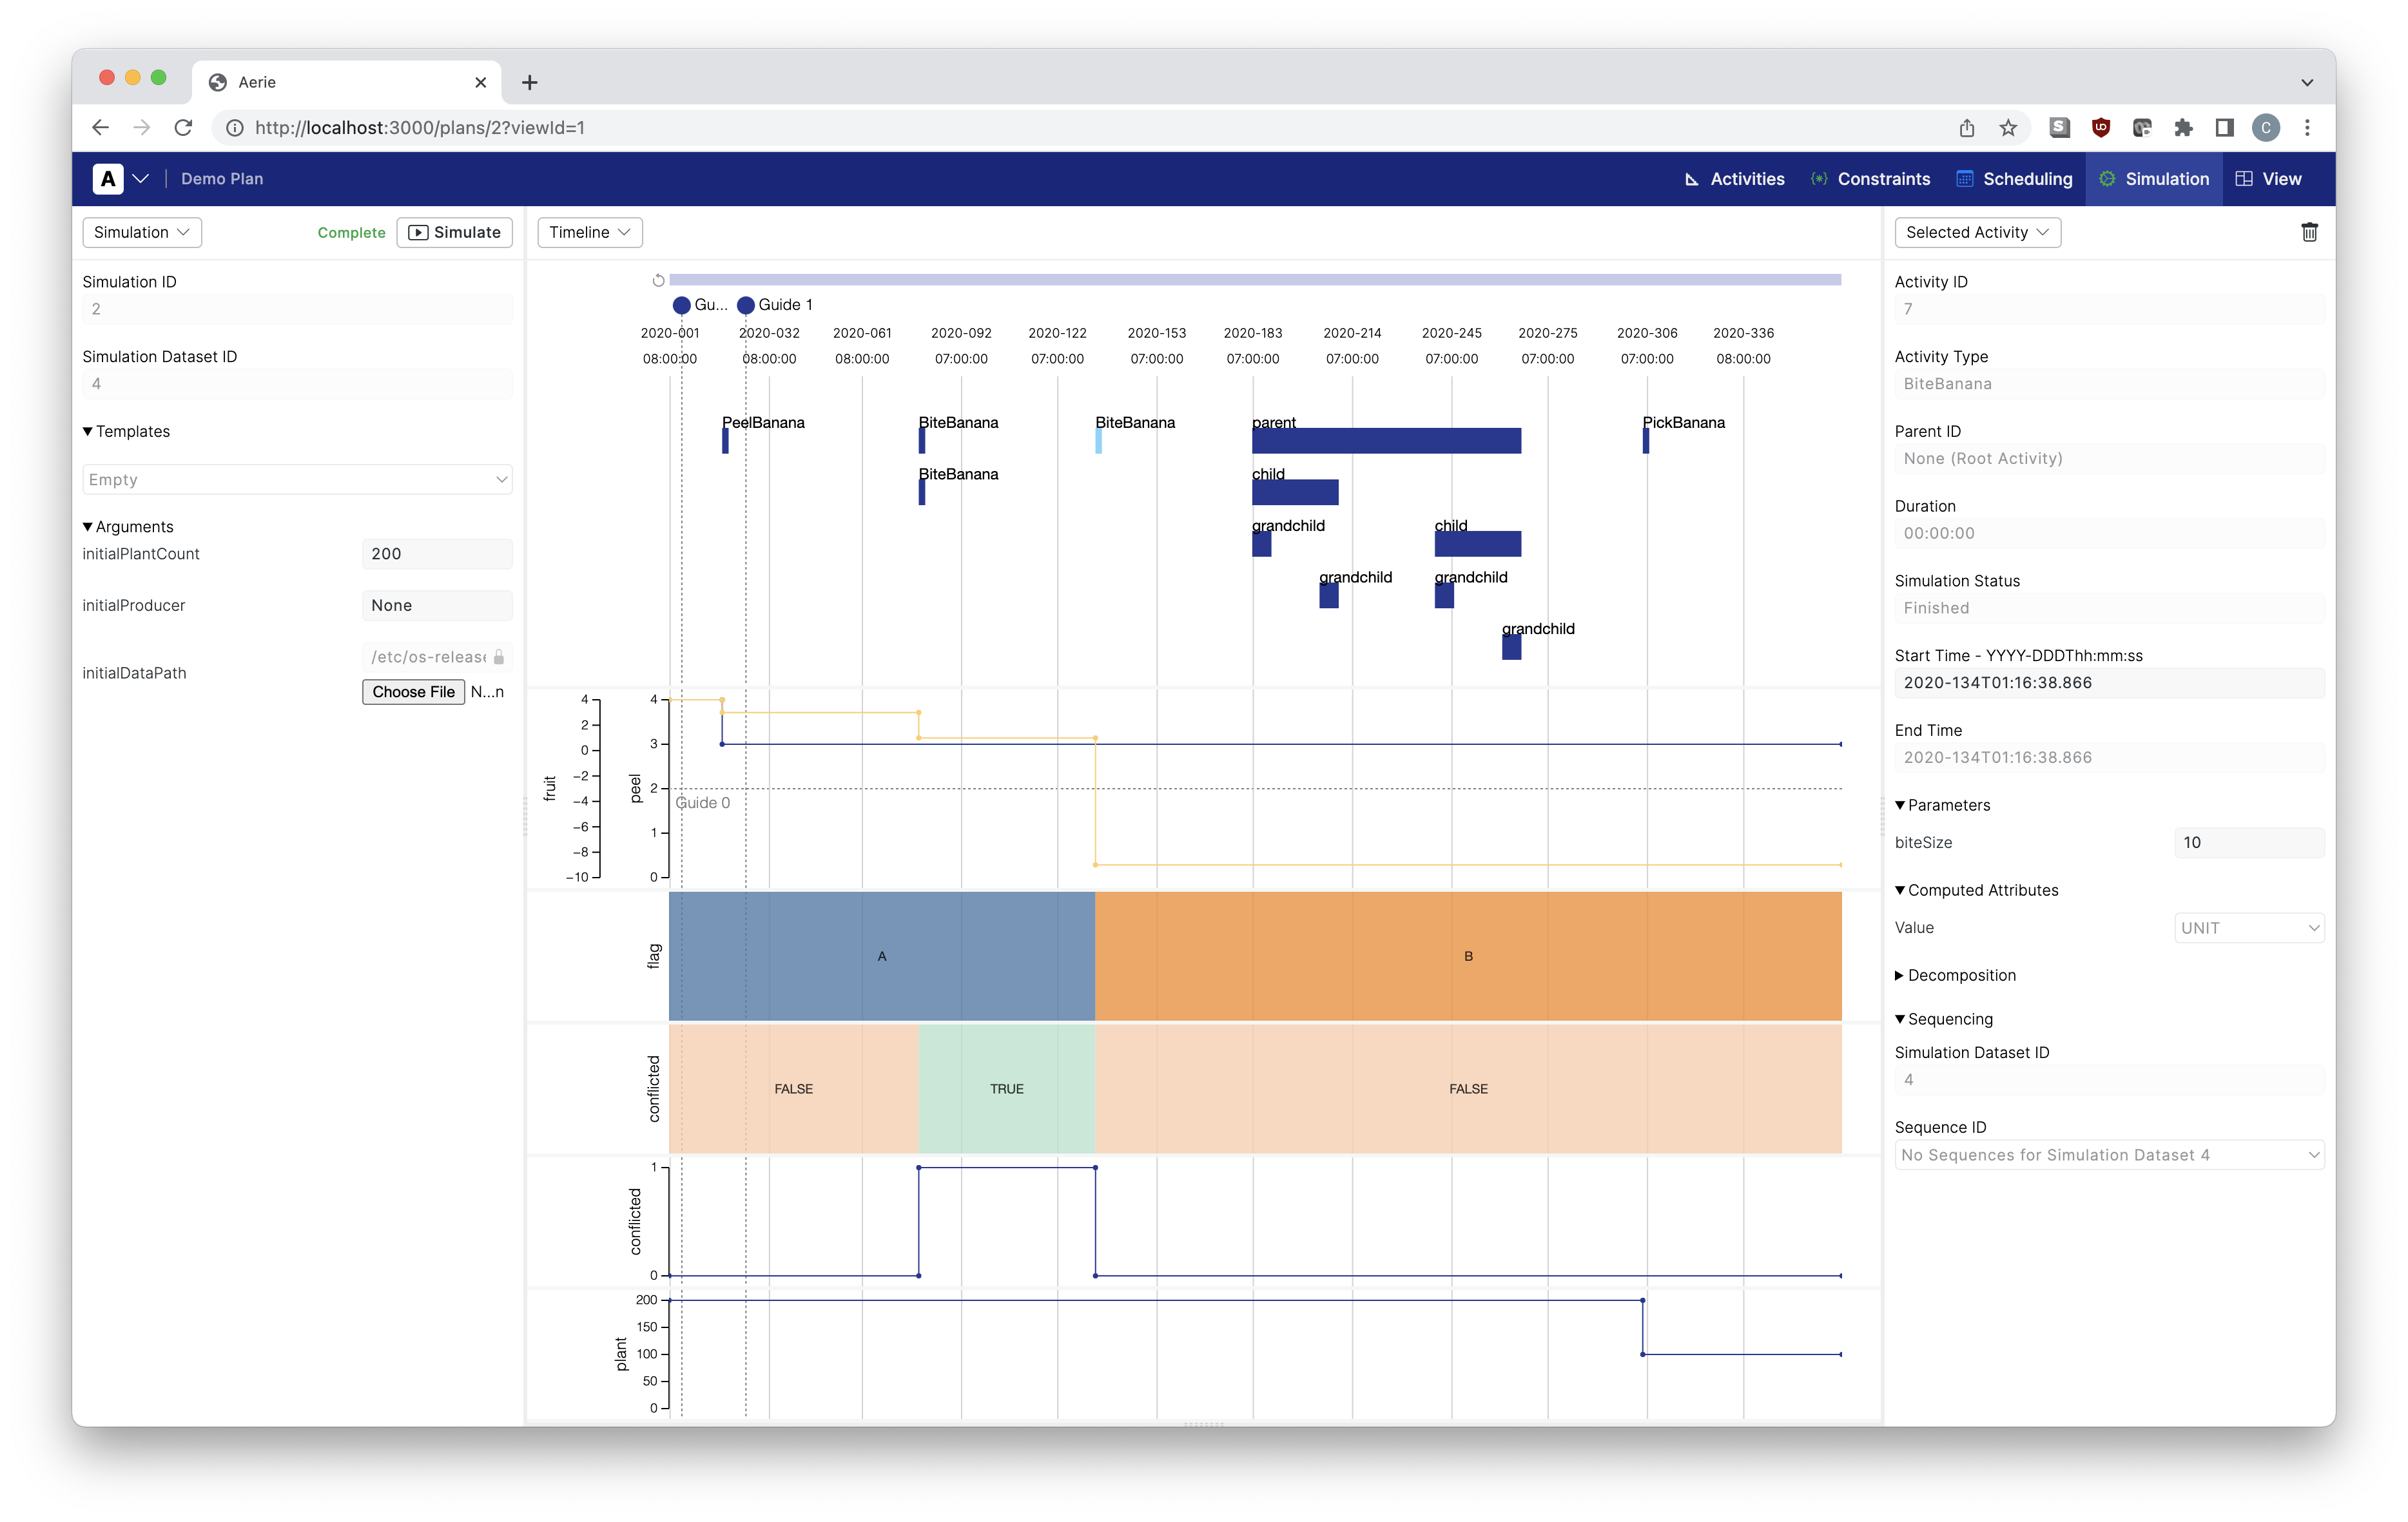 Aerie
http://localhost:3000/plans/2?viewId=1
C
A
Demo Plan
Activities
Constraints
Scheduling
Simulation
View
Simulation
Complete
Simulate
Simulation ID
2
Simulation Dataset ID
4
Templates
Empty
Arguments
initialPlantCount
200
initialProducer
None
initialDataPath
/etc/os-release
Choose File N...n
Timeline
Gu...
Guide 1
2020-001 2020-032 2020-061 2020-092 2020-122 2020-153 2020-183 2020-214 2020-245 2020-275 2020-306 2020-336
08:00:00 08:00:00 08:00:00 07:00:00 07:00:00 07:00:00 07:00:00 07:00:00 07:00:00 07:00:00 07:00:00 08:00:00
PeelBanana BiteBanana BiteBanana parent PickBanana
BiteBanana child
grandchild child
grandchild grandchild
grandchild
fruit
4
2
0
−2
−4
−6
−8
−10
peel
4
3
2
1
0
Guide 0
flag
A
B
conflicted
FALSE
TRUE
FALSE
conflicted
1
0
plant
200
150
100
50
0
Selected Activity
Activity ID
7
Activity Type
BiteBanana
Parent ID
None (Root Activity)
Duration
00:00:00
Simulation Status
Finished
Start Time - YYYY-DDDThh:mm:ss
2020-134T01:16:38.866
End Time
2020-134T01:16:38.866
Parameters
biteSize
10
Computed Attributes
Value
UNIT
Decomposition
Sequencing
Simulation Dataset ID
4
Sequence ID
No Sequences for Simulation Dataset 4